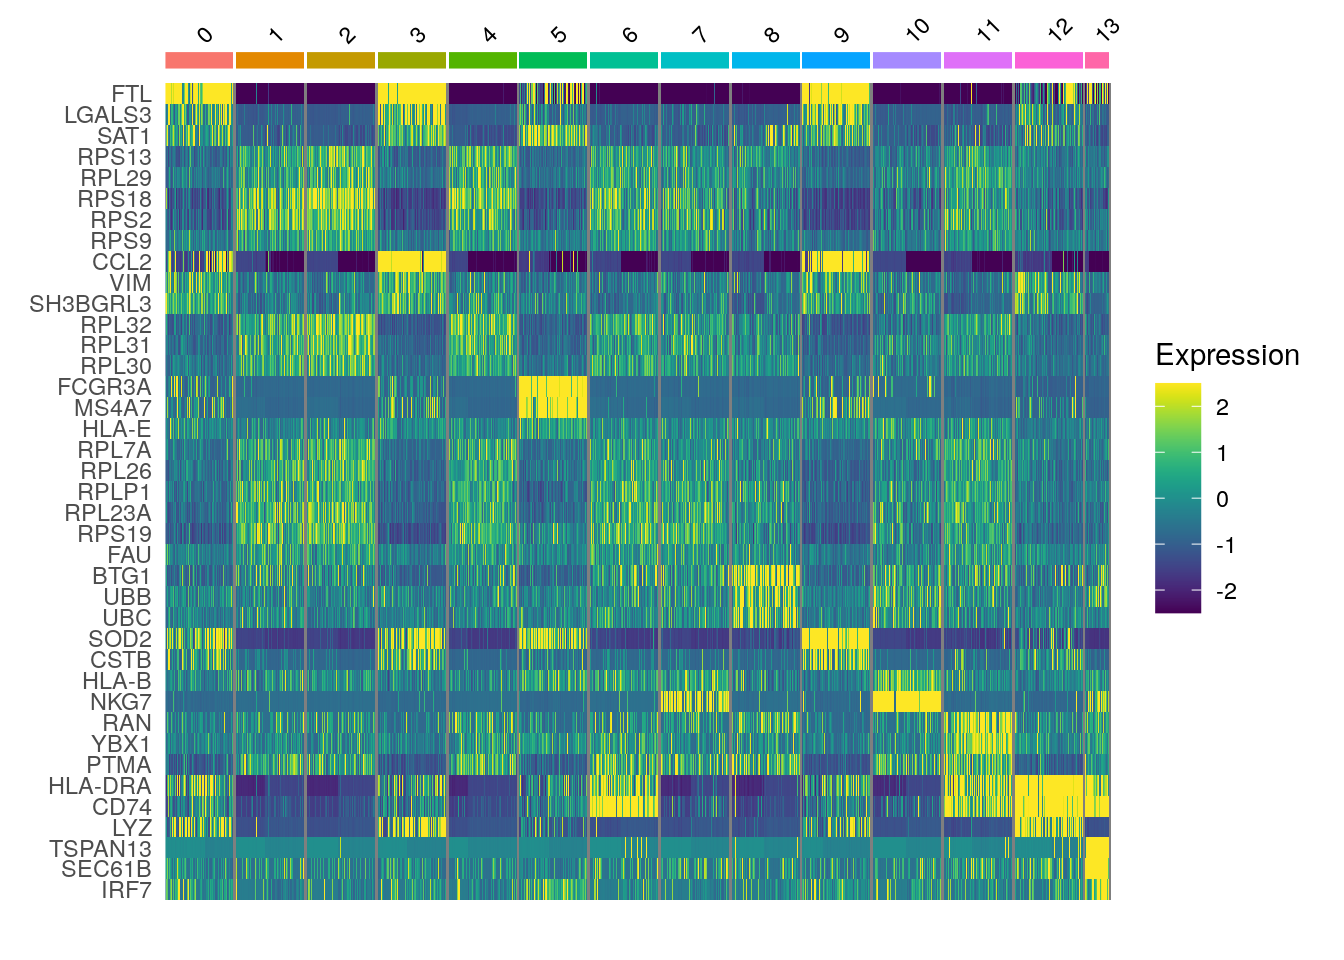 0 1 2 3 4 5 6 7 8 9 10 11 12 13
FTL
LGALS3
SAT1
RPS13
RPL29
RPS18
RPS2
RPS9
CCL2
VIM
SH3BGRL3
RPL32
RPL31
RPL30
FCGR3A
MS4A7
HLA-E
RPL7A
RPL26
RPLP1
RPL23A
RPS19
FAU
BTG1
UBB
UBC
SOD2
CSTB
HLA-B
NKG7
RAN
YBX1
PTMA
HLA-DRA
CD74
LYZ
TSPAN13
SEC61B
IRF7
Expression
2
1
0
-1
-2